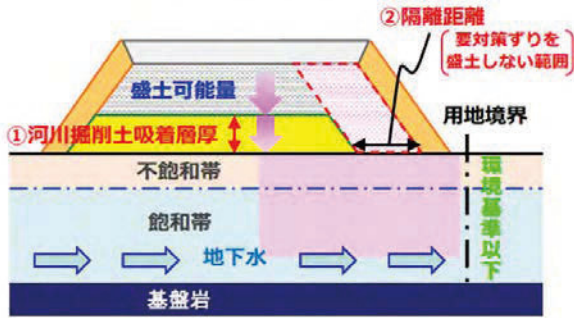 ②隔離距離
要対策ずりを
盛土しない範囲
盛土可能量
用地境界
①河川掘削土吸着層厚
不飽和帯
環境基準以下
飽和帯
地下水
基盤岩